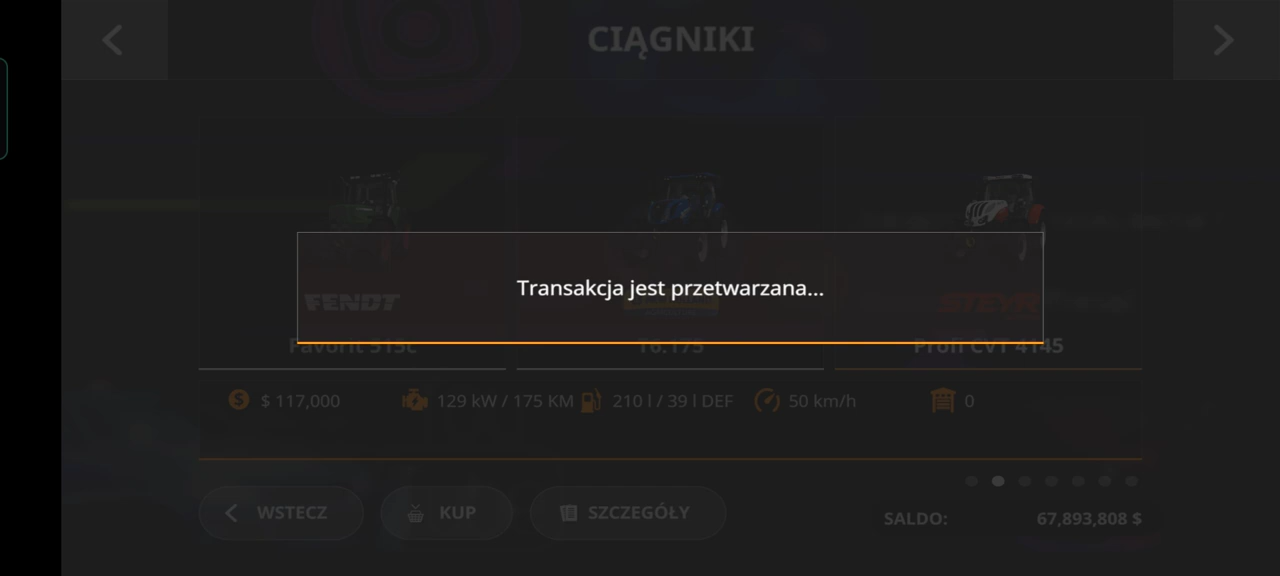 CIĄGNIKI
Transakcja jest przetwarzana...
FENDT
STEYR
Favorit 515c
T6.175
Profi CVT 4145
$ 117,000
129 kW / 175 KM
210 l / 39 l DEF
50 km/h
0
WSTECZ
KUP
SZCZEGÓŁY
SALDO:
67,893,808 $